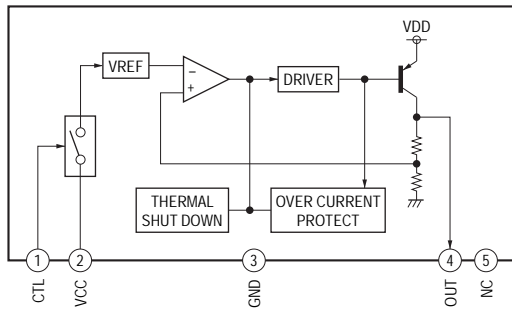 VDD
VREF
−
+
DRIVER
THERMAL
SHUT DOWN
OVER CURRENT
PROTECT
1
2
3
4
5
CTL
VCC
GND
OUT
NC